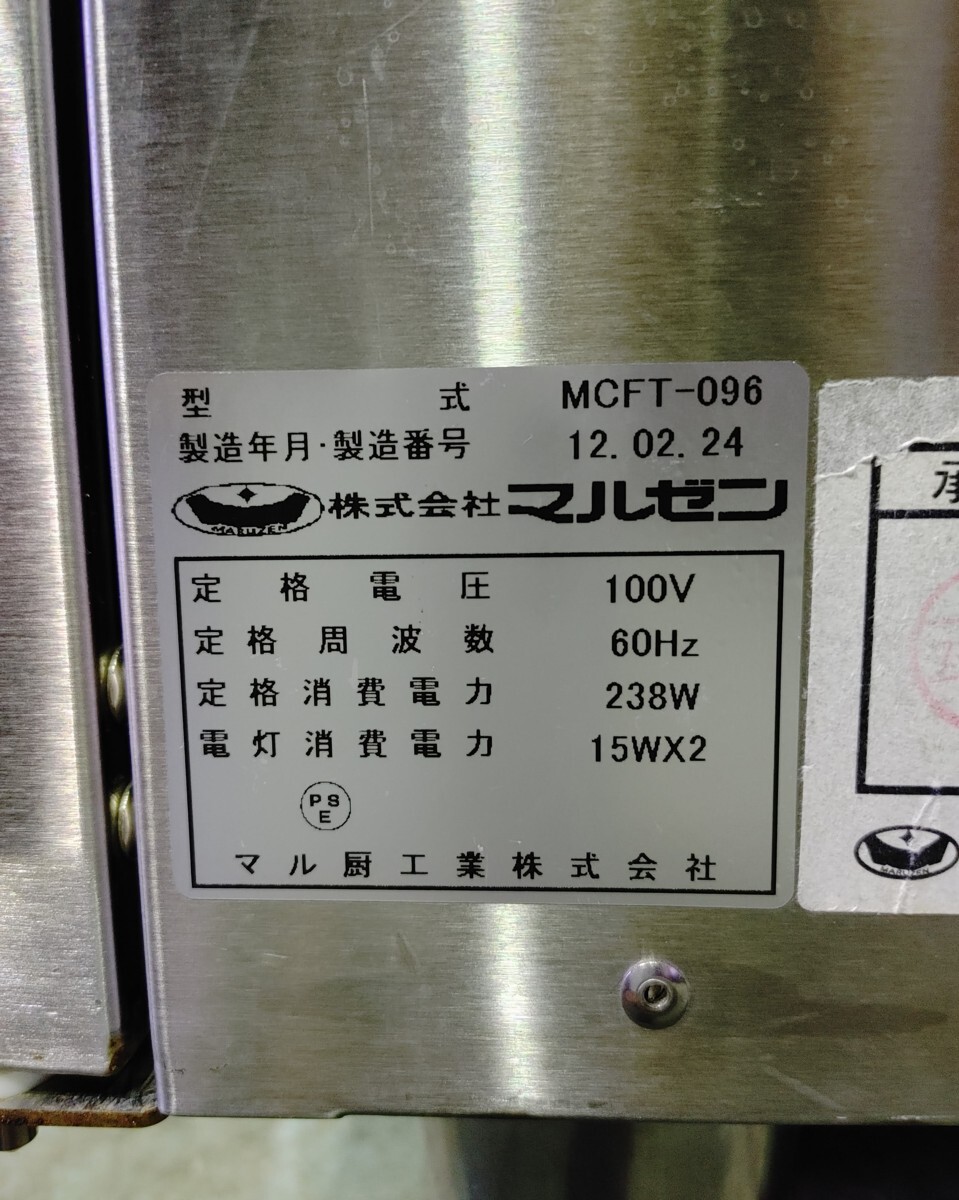 型式 MCFT-096
製造年月・製造番号 12.02.24
MARUZEN 株式会社マルゼン
定格電圧 100V
定格周波数 60Hz
定格消費電力 238W
電灯消費電力 15WX2
PS
E
マル厨工業株式会社
承
MARUZEN